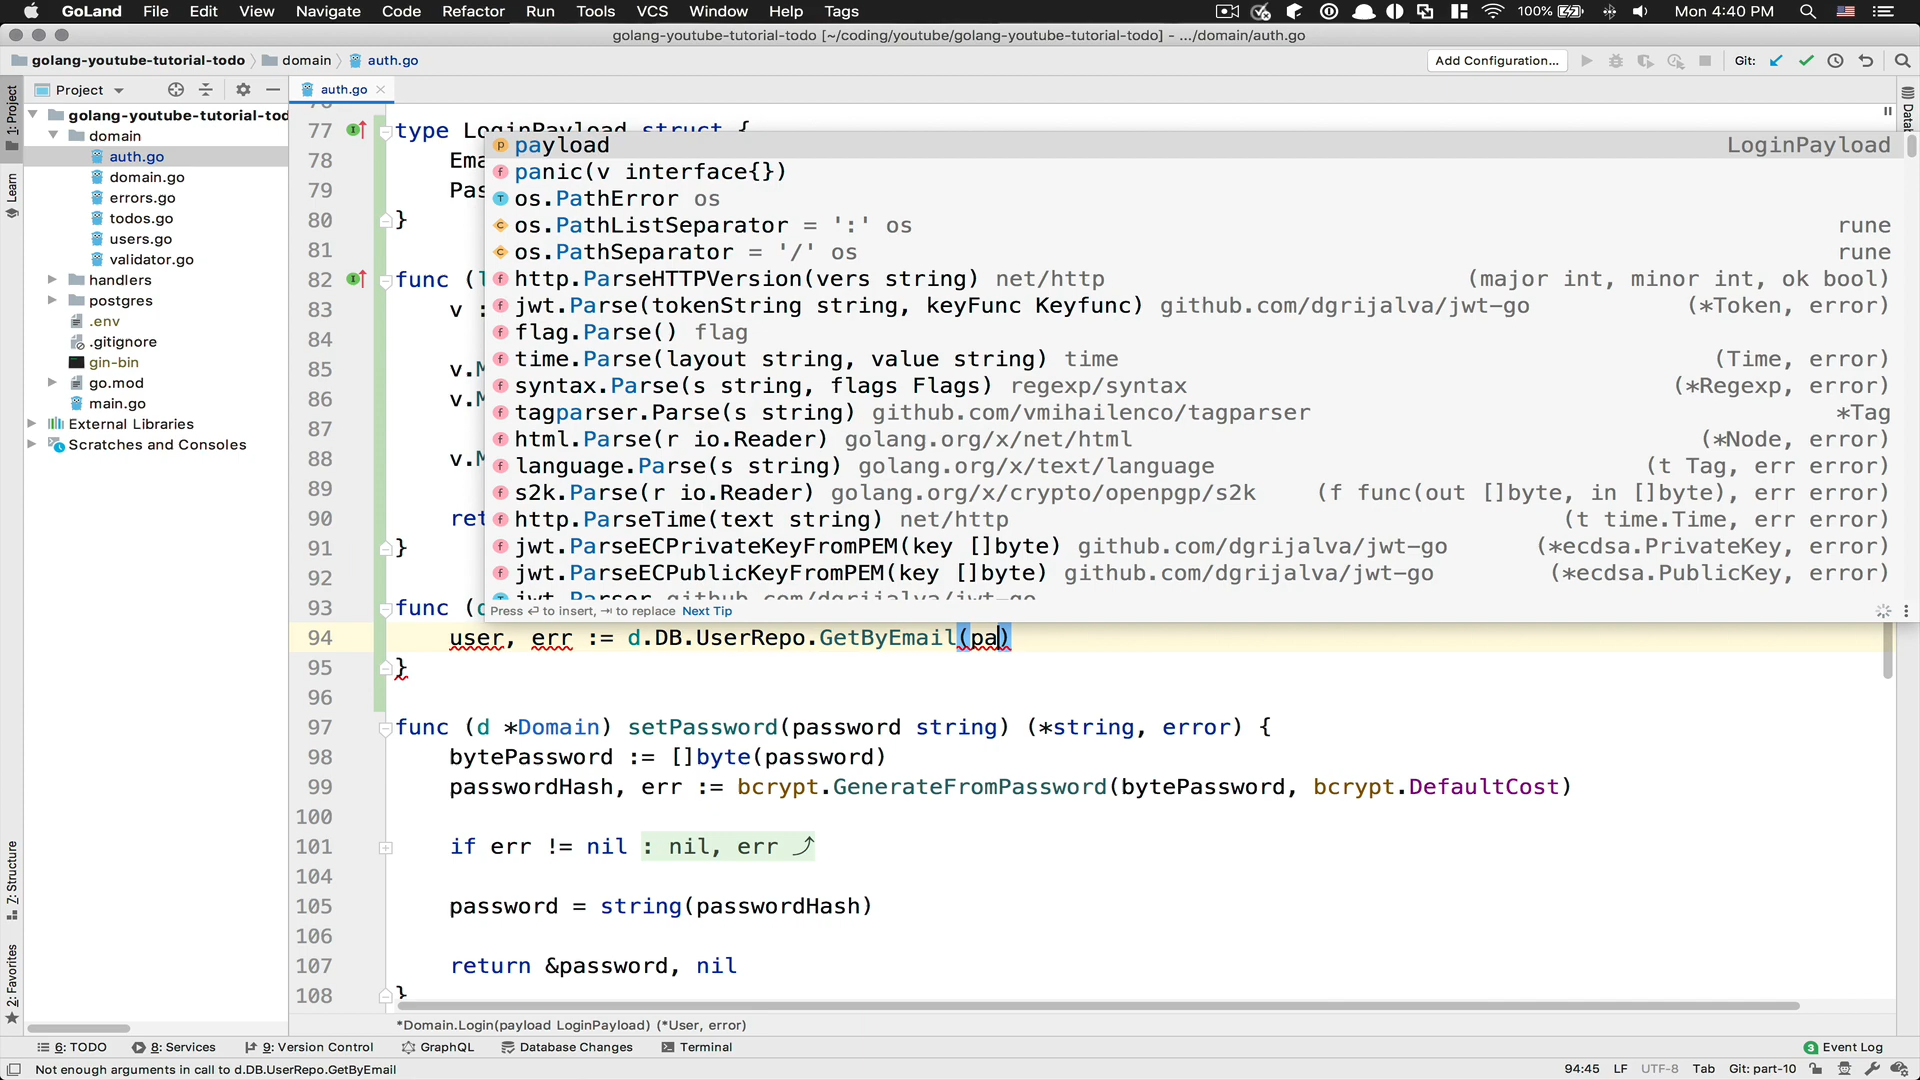 GoLand File Edit View Navigate Code Refactor Run Tools VCS Window Help Tags 100% Mon 4:40 PM
golang-youtube-tutorial-todo [~/coding/youtube/golang-youtube-tutorial-todo] - .../domain/auth.go
golang-youtube-tutorial-todo domain auth.go Add Configuration... Git:
Project auth.go
1: Project
Learn
7: Structure
2: Favorites
golang-youtube-tutorial-tod
domain
auth.go
domain.go
errors.go
todos.go
users.go
validator.go
handlers
postgres
.env
.gitignore
gin-bin
go.mod
main.go
External Libraries
Scratches and Consoles
77 type LoginPayload struct {
78 Ema
79 Pas
80 }
81
82 func (l
83 v :
84
85 v.M
86 v.M
87
88 v.M
89
90 ret
91 }
92
93 func (d
94 user, err := d.DB.UserRepo.GetByEmail(pa)
95 }
96
97 func (d *Domain) setPassword(password string) (*string, error) {
98 bytePassword := []byte(password)
99 passwordHash, err := bcrypt.GenerateFromPassword(bytePassword, bcrypt.DefaultCost)
100
101 if err != nil : nil, err
104
105 password = string(passwordHash)
106
107 return &password, nil
108 }
payload LoginPayload
panic(v interface{})
os.PathError os
os.PathListSeparator = ':' os rune
os.PathSeparator = '/' os rune
http.ParseHTTPVersion(vers string) net/http (major int, minor int, ok bool)
jwt.Parse(tokenString string, keyFunc Keyfunc) github.com/dgrijalva/jwt-go (*Token, error)
flag.Parse() flag
time.Parse(layout string, value string) time (Time, error)
syntax.Parse(s string, flags Flags) regexp/syntax (*Regexp, error)
tagparser.Parse(s string) github.com/vmihailenco/tagparser *Tag
html.Parse(r io.Reader) golang.org/x/net/html (*Node, error)
language.Parse(s string) golang.org/x/text/language (t Tag, err error)
s2k.Parse(r io.Reader) golang.org/x/crypto/openpgp/s2k (f func(out []byte, in []byte), err error)
http.ParseTime(text string) net/http (t time.Time, err error)
jwt.ParseECPrivateKeyFromPEM(key []byte) github.com/dgrijalva/jwt-go (*ecdsa.PrivateKey, error)
jwt.ParseECPublicKeyFromPEM(key []byte) github.com/dgrijalva/jwt-go (*ecdsa.PublicKey, error)
jwt.Parser github.com/dgrijalva/jwt-go
Press ↵ to insert, ⇥ to replace Next Tip
*Domain.Login(payload LoginPayload) (*User, error)
6: TODO 8: Services 9: Version Control GraphQL Database Changes Terminal 3 Event Log
Not enough arguments in call to d.DB.UserRepo.GetByEmail 94:45 LF UTF-8 Tab Git: part-10